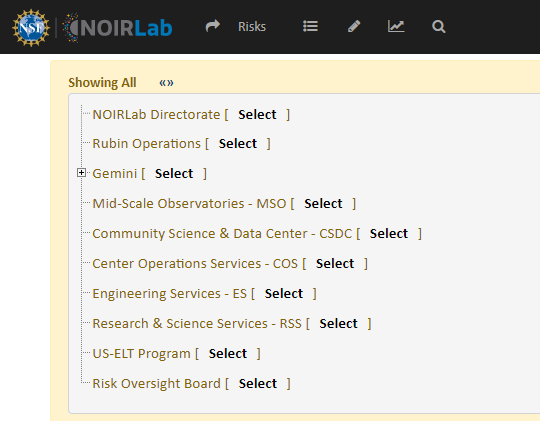 NSF NOIRLab Risks
Showing All «»
NOIRLab Directorate [ Select ]
Rubin Operations [ Select ]
Gemini [ Select ]
Mid-Scale Observatories - MSO [ Select ]
Community Science & Data Center - CSDC [ Select ]
Center Operations Services - COS [ Select ]
Engineering Services - ES [ Select ]
Research & Science Services - RSS [ Select ]
US-ELT Program [ Select ]
Risk Oversight Board [ Select ]